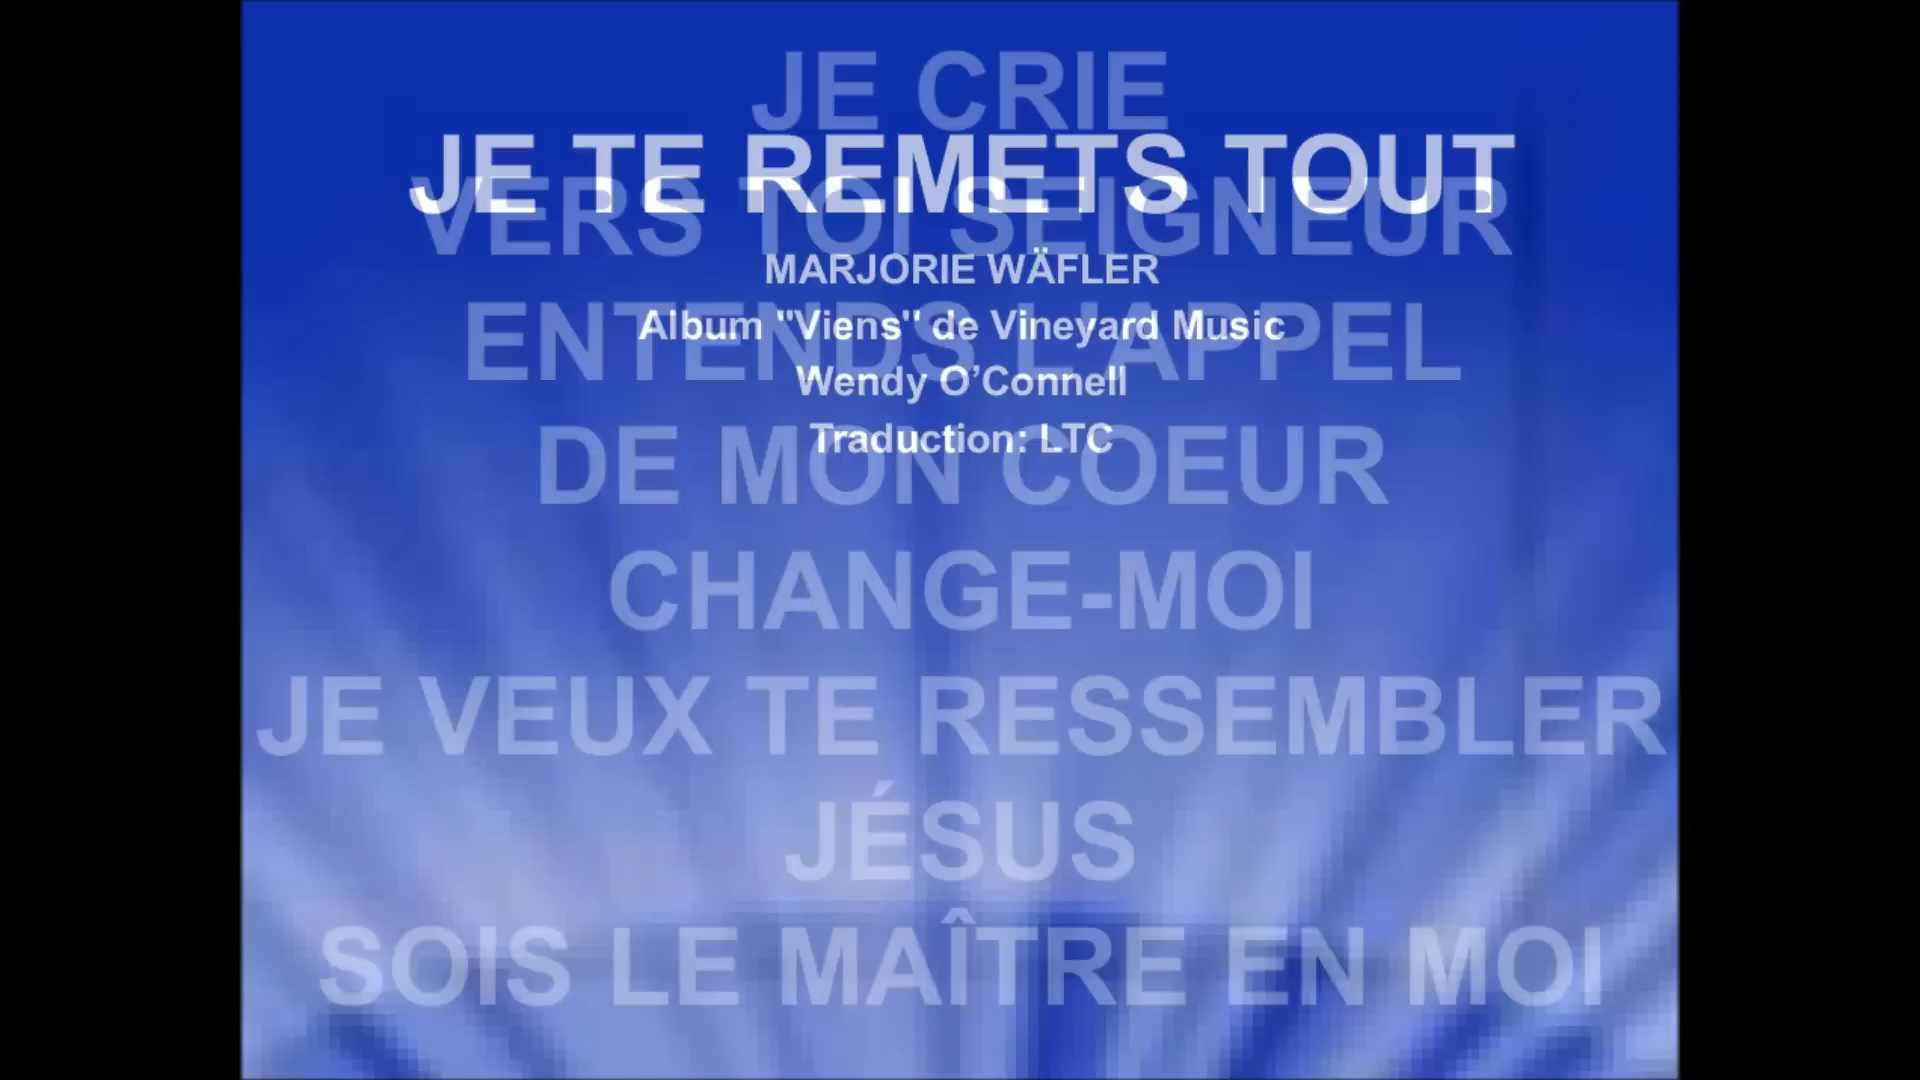 JE TE REMETS TOUT
MARJORIE WÄFLER
Album "Viens" de Vineyard Music
Wendy O’Connell
Traduction: LTC
JE CRIE
VERS TOI SEIGNEUR
ENTENDS L'APPEL
DE MON COEUR
CHANGE-MOI
JE VEUX TE RESSEMBLER
JÉSUS
SOIS LE MAÎTRE EN MOI